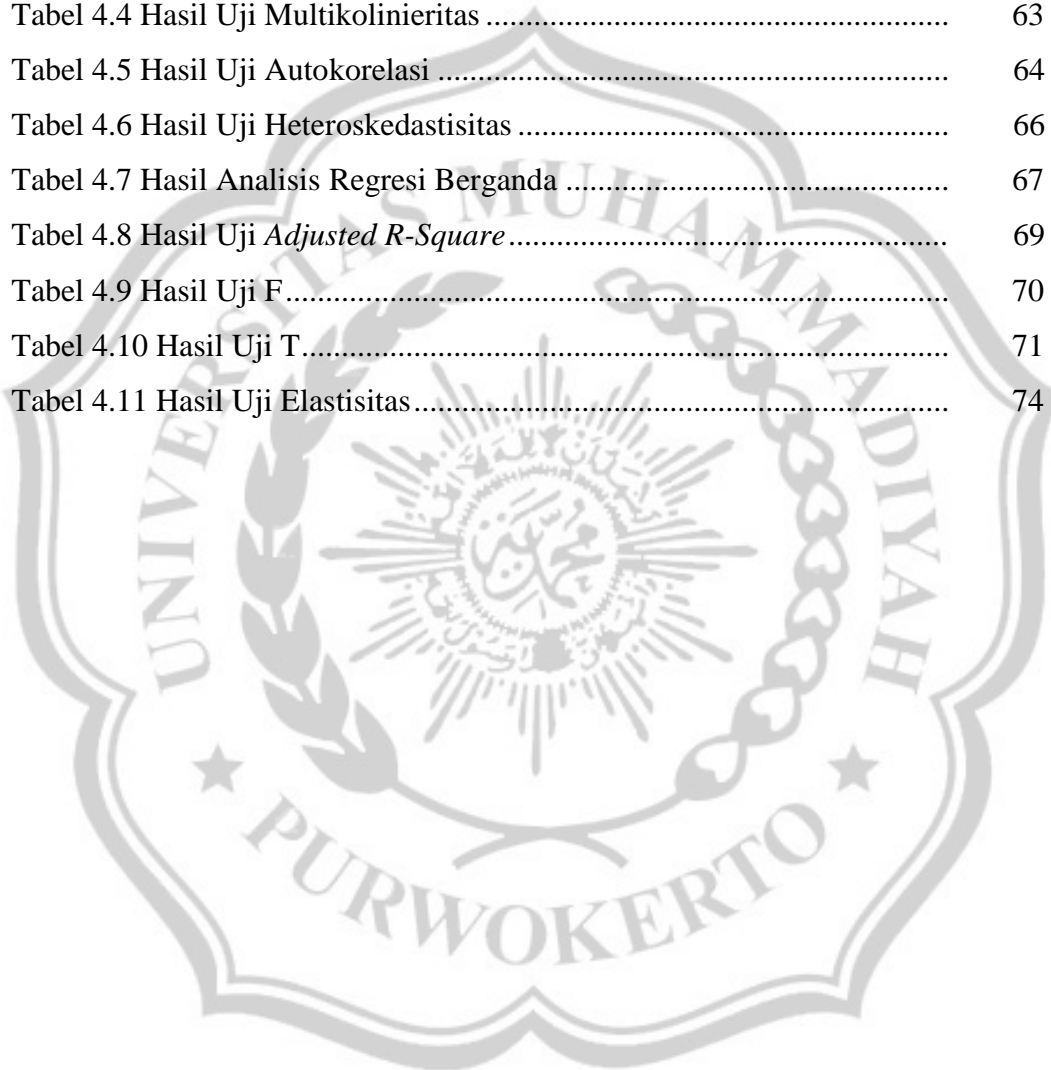 Tabel 4.4 Hasil Uji Multikolinieritas ................................................................ 63
Tabel 4.5 Hasil Uji Autokorelasi ....................................................................... 64
Tabel 4.6 Hasil Uji Heteroskedastisitas ............................................................ 66
Tabel 4.7 Hasil Analisis Regresi Berganda ...................................................... 67
Tabel 4.8 Hasil Uji Adjusted R-Square ............................................................. 69
Tabel 4.9 Hasil Uji F ......................................................................................... 70
Tabel 4.10 Hasil Uji T ....................................................................................... 71
Tabel 4.11 Hasil Uji Elastisitas ......................................................................... 74
UNIVERSITAS MUHAMMADIYAH
PURWOKERTO